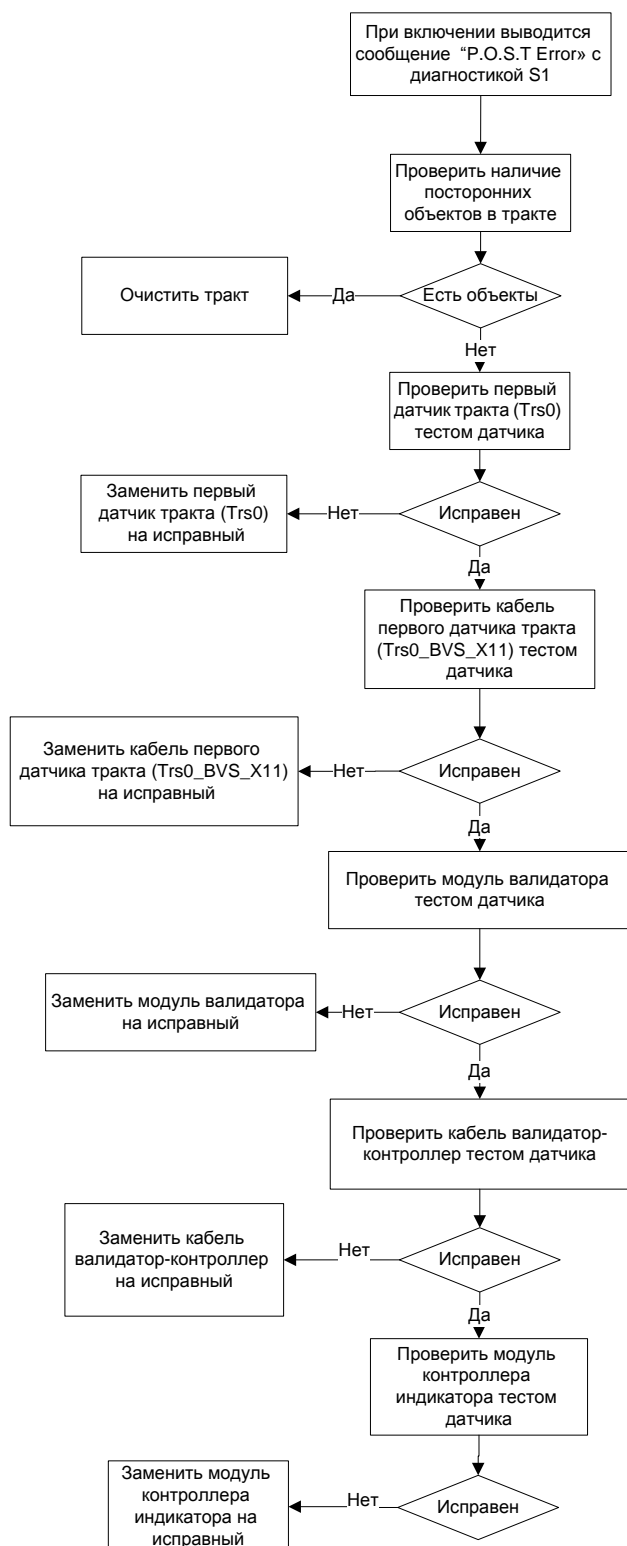 При включении выводится
сообщение “P.O.S.T Error» с
диагностикой S1
Проверить наличие
посторонних
объектов в тракте
Есть объекты
Да
Очистить тракт
Нет
Проверить первый
датчик тракта (Trs0)
тестом датчика
Исправен
Нет
Заменить первый
датчик тракта (Trs0)
на исправный
Да
Проверить кабель
первого датчика тракта
(Trs0_BVS_X11) тестом
датчика
Исправен
Нет
Заменить кабель первого
датчика тракта (Trs0_BVS_X11)
на исправный
Да
Проверить модуль валидатора
тестом датчика
Исправен
Нет
Заменить модуль валидатора
на исправный
Да
Проверить кабель валидатор-
контроллер тестом датчика
Исправен
Нет
Заменить кабель
валидатор-контроллер
на исправный
Да
Проверить модуль
контроллера
индикатора тестом
датчика
Исправен
Нет
Заменить модуль
контроллера
индикатора на
исправный